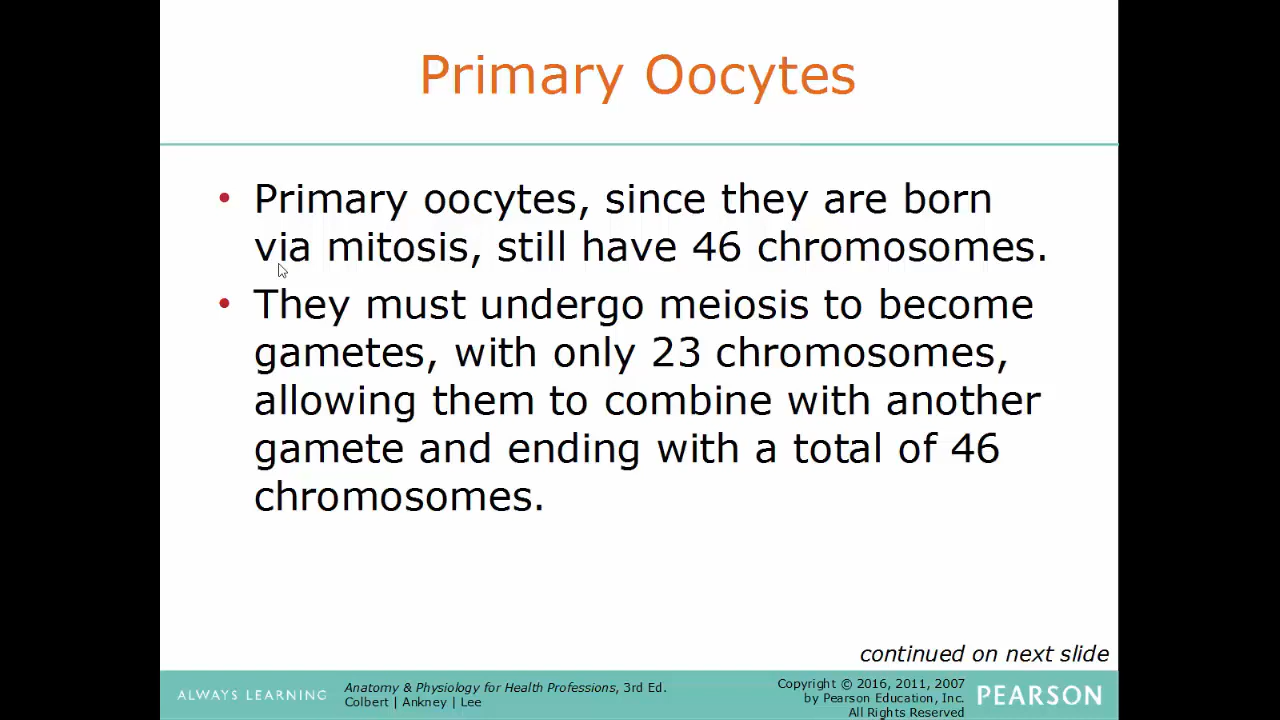 Primary Oocytes
• Primary oocytes, since they are born
via mitosis, still have 46 chromosomes.
• They must undergo meiosis to become
gametes, with only 23 chromosomes,
allowing them to combine with another
gamete and ending with a total of 46
chromosomes.
continued on next slide
ALWAYS LEARNING
Anatomy & Physiology for Health Professions, 3rd Ed.
Colbert | Ankney | Lee
Copyright © 2016, 2011, 2007
by Pearson Education, Inc.
All Rights Reserved
PEARSON